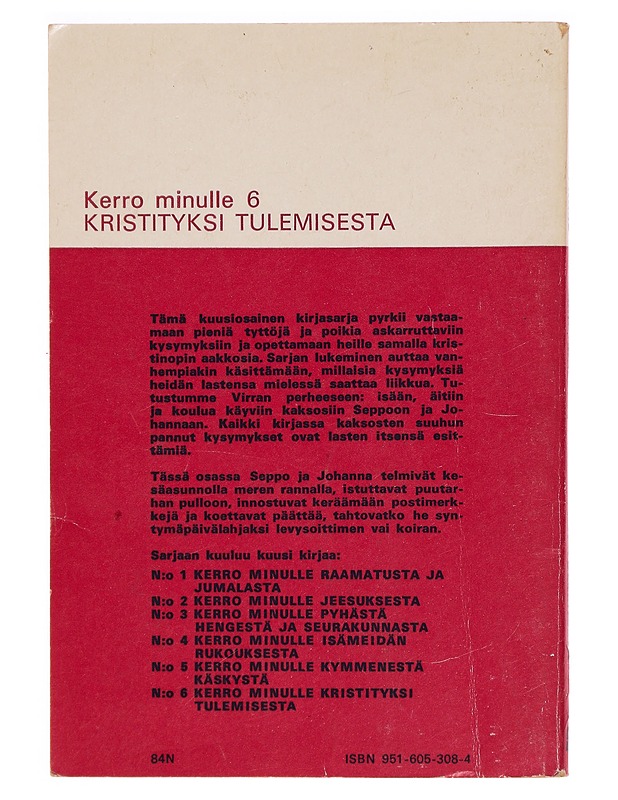 Kerro minulle 6
KRISTITYKSI TULEMISESTA
Tämä kuusiosainen kirjasarja pyrkii vastaa-
maan pieniä tyttöjä ja poikia askarruttaviin
kysymyksiin ja opettamaan heille samalla kris-
tinopin aakkosia. Sarjan lukeminen auttaa van-
hempiakin käsittämään, millaisia kysymyksiä
heidän lastensa mielessä saattaa liikkua. Tu-
tustumme Virran perheeseen: isään, äitiin
ja koulua käyviin kaksosiin Seppoon ja Jo-
hannaan. Kaikki kirjassa kaksosten suuhun
pannut kysymykset ovat lasten itsensä esit-
tämiä.
Tässä osassa Seppo ja Johanna telmivät ke-
säasunnolla meren rannalla, istuttavat puutar-
han pulloon, innostuvat keräämään postimerk-
kejä ja koettavat päättää, tahtovatko he syn-
tymäpäivälahjaksi levysoittimen vai koiran.
Sarjaan kuuluu kuusi kirjaa:
N:o 1 KERRO MINULLE RAAMATUSTA JA
JUMALASTA
N:o 2 KERRO MINULLE JEESUKSESTA
N:o 3 KERRO MINULLE PYHÄSTÄ
HENGESTÄ JA SEURAKUNNASTA
N:o 4 KERRO MINULLE ISÄMEIDÄN
RUKOUKSESTA
N:o 5 KERRO MINULLE KYMMENESTÄ
KÄSKYSTÄ
N:o 6 KERRO MINULLE KRISTITYKSI
TULEMISESTA
84N ISBN 951-605-308-4